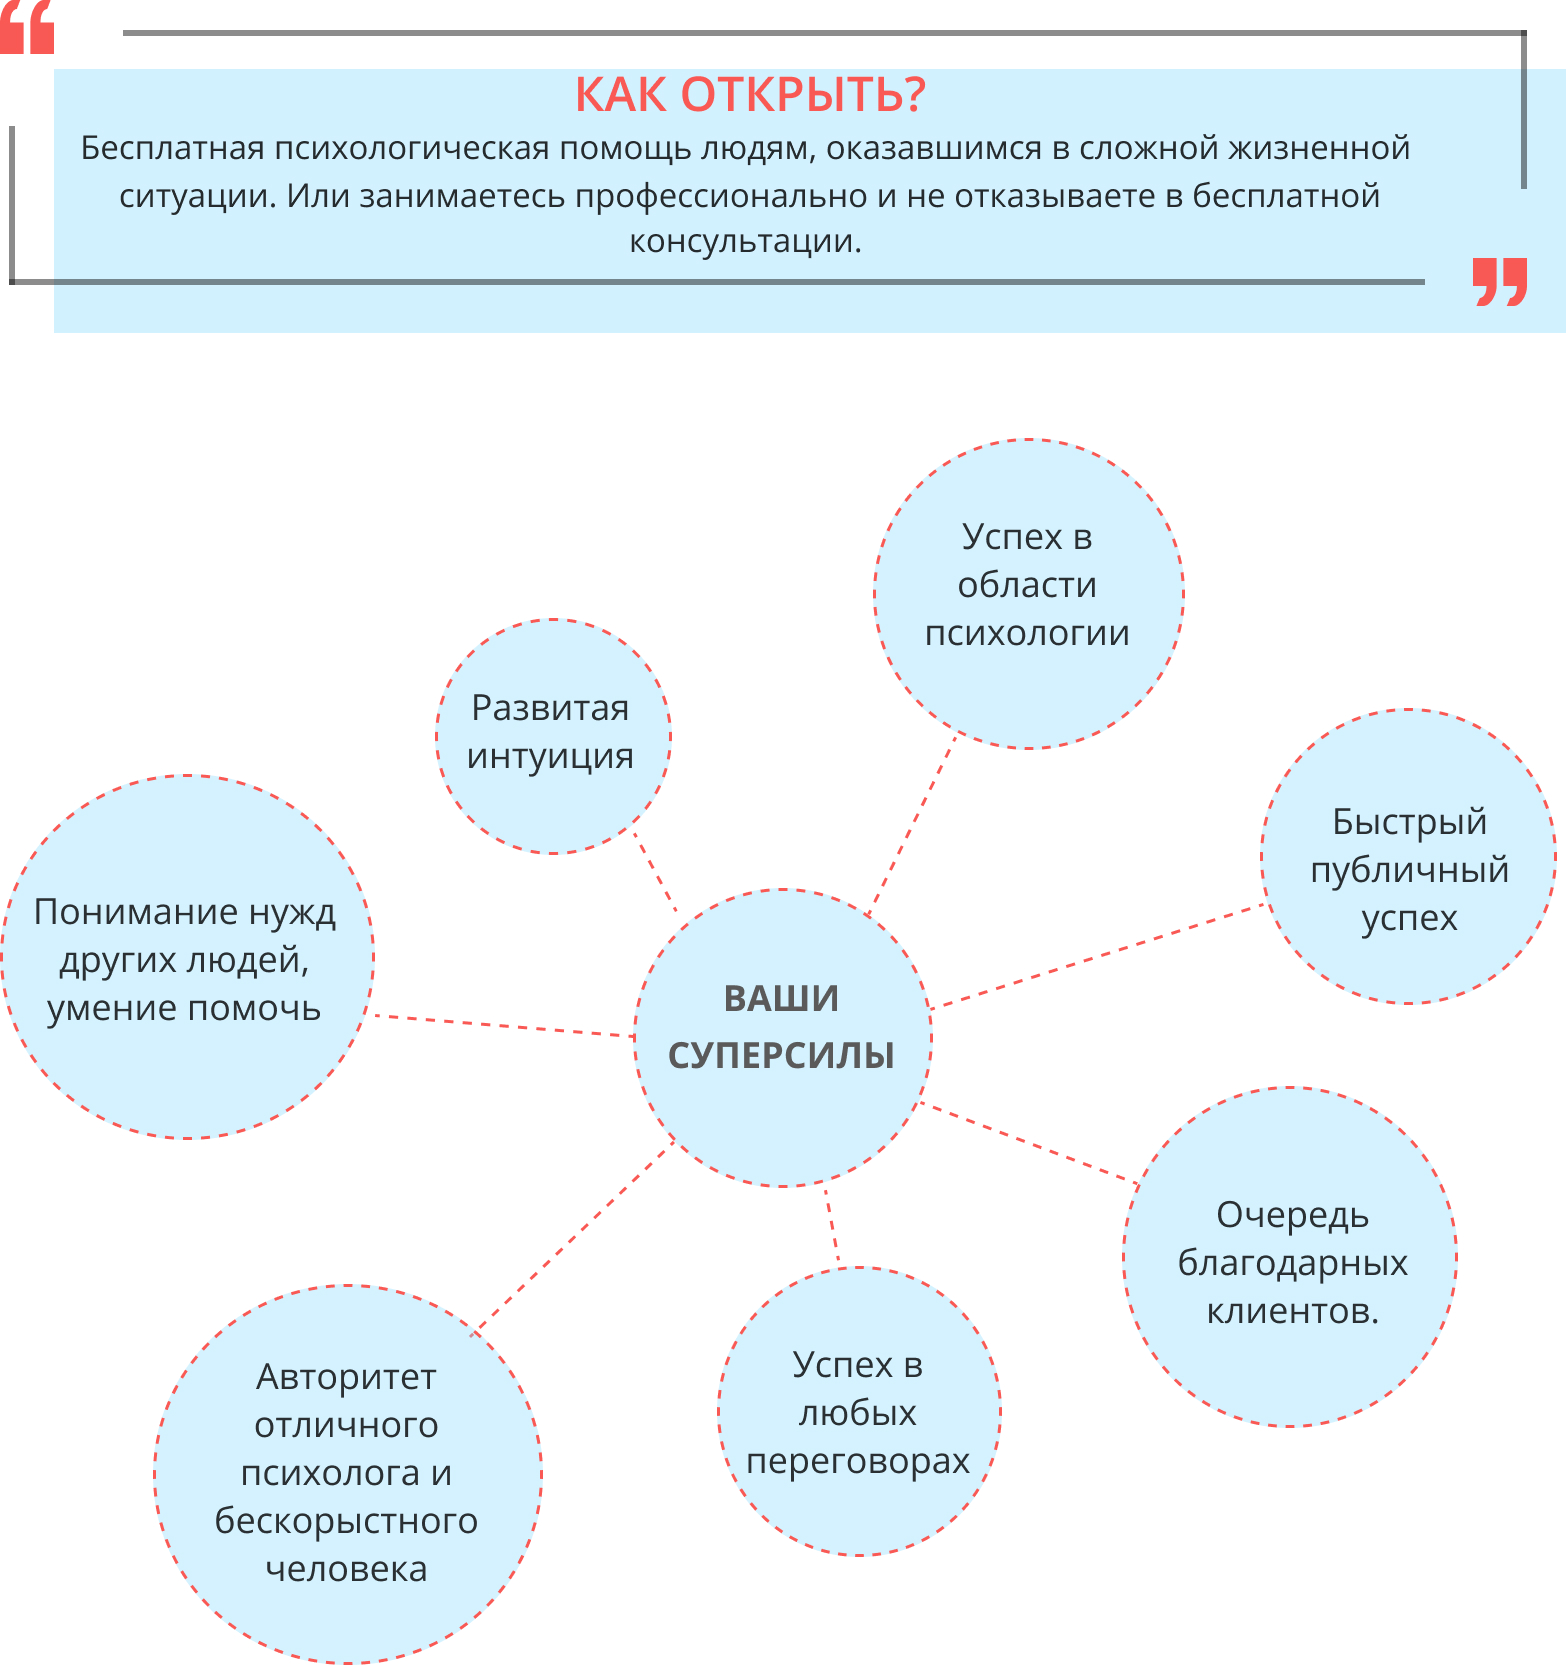 КАК ОТКРЫТЬ?
Бесплатная психологическая помощь людям, оказавшимся в сложной жизненной
ситуации. Или занимаетесь профессионально и не отказываете в бесплатной
консультации.
Успех в
области
психологии
Развитая
интуиция
Быстрый
публичный
успех
Понимание нужд
других людей,
умение помочь
ВАШИ
СУПЕРСИЛЫ
Очередь
благодарных
клиентов.
Успех в
любых
переговорах
Авторитет
отличного
психолога и
бескорыстного
человека